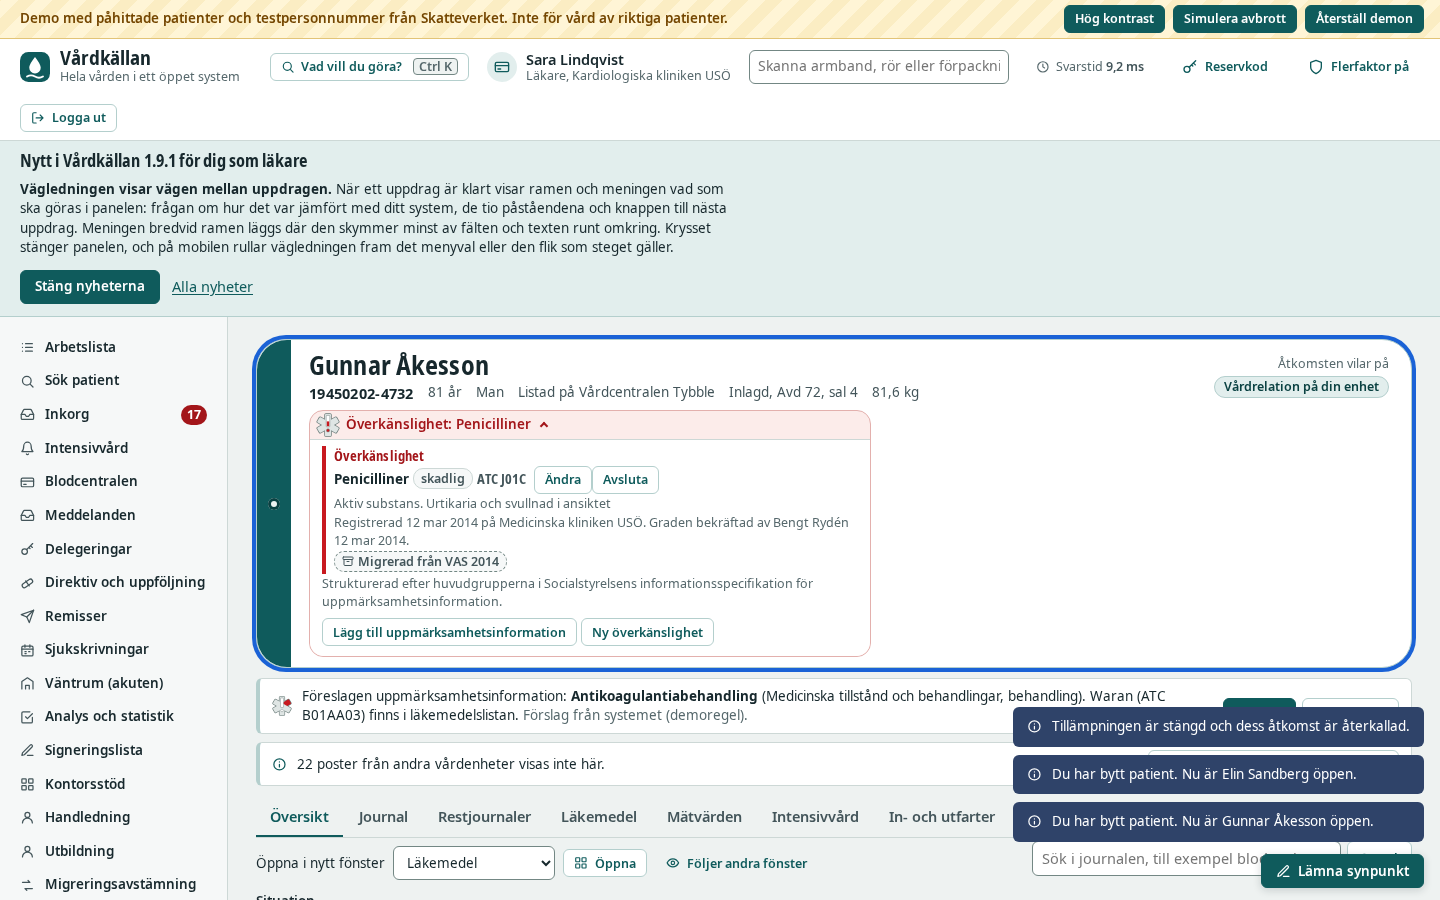 Demo med påhittade patienter och testpersonnummer från Skatteverket. Inte för vård av riktiga patienter.
Hög kontrast
Simulera avbrott
Återställ demon
Vårdkällan
Hela vården i ett öppet system
Vad vill du göra? Ctrl K
Sara Lindqvist
Läkare, Kardiologiska kliniken USÖ
Skanna armband, rör eller förpackni
Svarstid 9,2 ms
Reservkod
Flerfaktor på
Logga ut
Nytt i Vårdkällan 1.9.1 för dig som läkare
Vägledningen visar vägen mellan uppdragen. När ett uppdrag är klart visar ramen och meningen vad som
ska göras i panelen: frågan om hur det var jämfört med ditt system, de tio påståendena och knappen till nästa
uppdrag. Meningen bredvid ramen läggs där den skymmer minst av fälten och texten runt omkring. Krysset
stänger panelen, och på mobilen rullar vägledningen fram det menyval eller den flik som steget gäller.
Stäng nyheterna
Alla nyheter
Arbetslista
Sök patient
Inkorg 17
Intensivvård
Blodcentralen
Meddelanden
Delegeringar
Direktiv och uppföljning
Remisser
Sjukskrivningar
Väntrum (akuten)
Analys och statistik
Signeringslista
Kontorsstöd
Handledning
Utbildning
Migreringsavstämning
Gunnar Åkesson
19450202-4732 81 år Man Listad på Vårdcentralen Tybble Inlagd, Avd 72, sal 4 81,6 kg
Åtkomsten vilar på
Vårdrelation på din enhet
Överkänslighet: Penicilliner
Överkänslighet
Penicilliner skadlig ATC J01C Ändra Avsluta
Aktiv substans. Urtikaria och svullnad i ansiktet
Registrerad 12 mar 2014 på Medicinska kliniken USÖ. Graden bekräftad av Bengt Rydén
12 mar 2014.
Migrerad från VAS 2014
Strukturerad efter huvudgrupperna i Socialstyrelsens informationsspecifikation för
uppmärksamhetsinformation.
Lägg till uppmärksamhetsinformation
Ny överkänslighet
Föreslagen uppmärksamhetsinformation: Antikoagulantiabehandling (Medicinska tillstånd och behandlingar, behandling). Waran (ATC
B01AA03) finns i läkemedelslistan. Förslag från systemet (demoregel).
22 poster från andra vårdenheter visas inte här.
Tillämpningen är stängd och dess åtkomst är återkallad.
Du har bytt patient. Nu är Elin Sandberg öppen.
Du har bytt patient. Nu är Gunnar Åkesson öppen.
Översikt
Journal
Restjournaler
Läkemedel
Mätvärden
Intensivvård
In- och utfarter
Öppna i nytt fönster
Läkemedel
Öppna
Följer andra fönster
Sök i journalen, till exempel
Lämna synpunkt